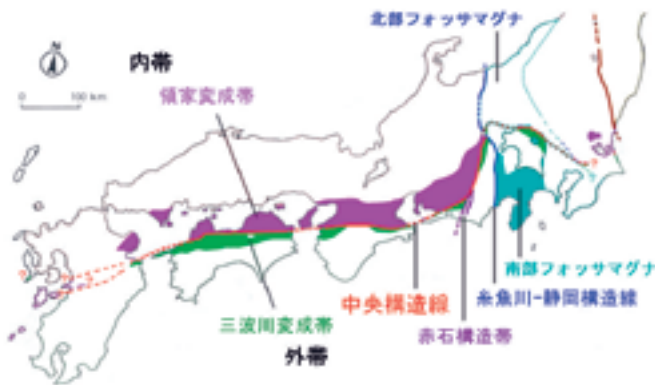 北部フォッサマグナ
N
内帯
0 100 km
領家変成帯
南部フォッサマグナ
中央構造線
糸魚川-静岡構造線
三波川変成帯
赤石構造帯
外帯
?
?
?